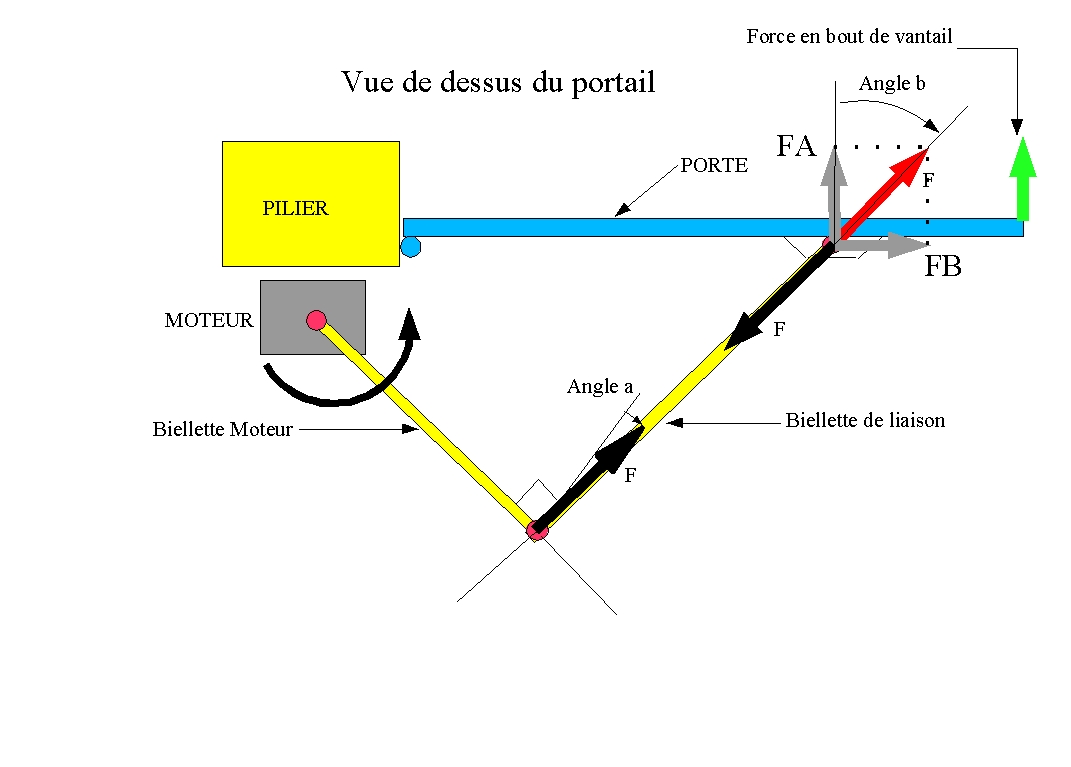 Force en bout de vantail
Vue de dessus du portail
Angle b
FA
PORTE
F
PILIER
FB
MOTEUR
F
Angle a
Biellette de liaison
Biellette Moteur
F